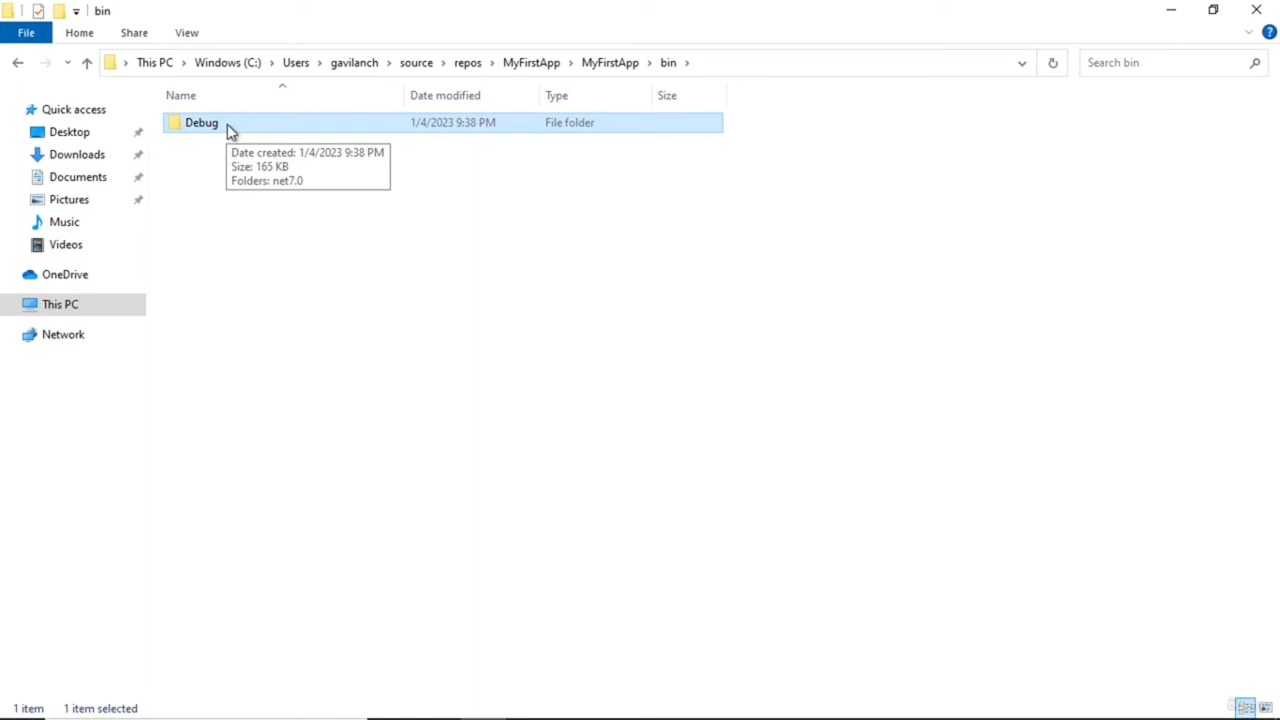 bin
File Home Share View
This PC Windows (C:) Users gavilanch source repos MyFirstApp MyFirstApp bin Search bin
Name Date modified Type Size
Debug 1/4/2023 9:38 PM File folder
Date created: 1/4/2023 9:38 PM
Size: 165 KB
Folders: net7.0
Quick access
Desktop
Downloads
Documents
Pictures
Music
Videos
OneDrive
This PC
Network
1 item 1 item selected